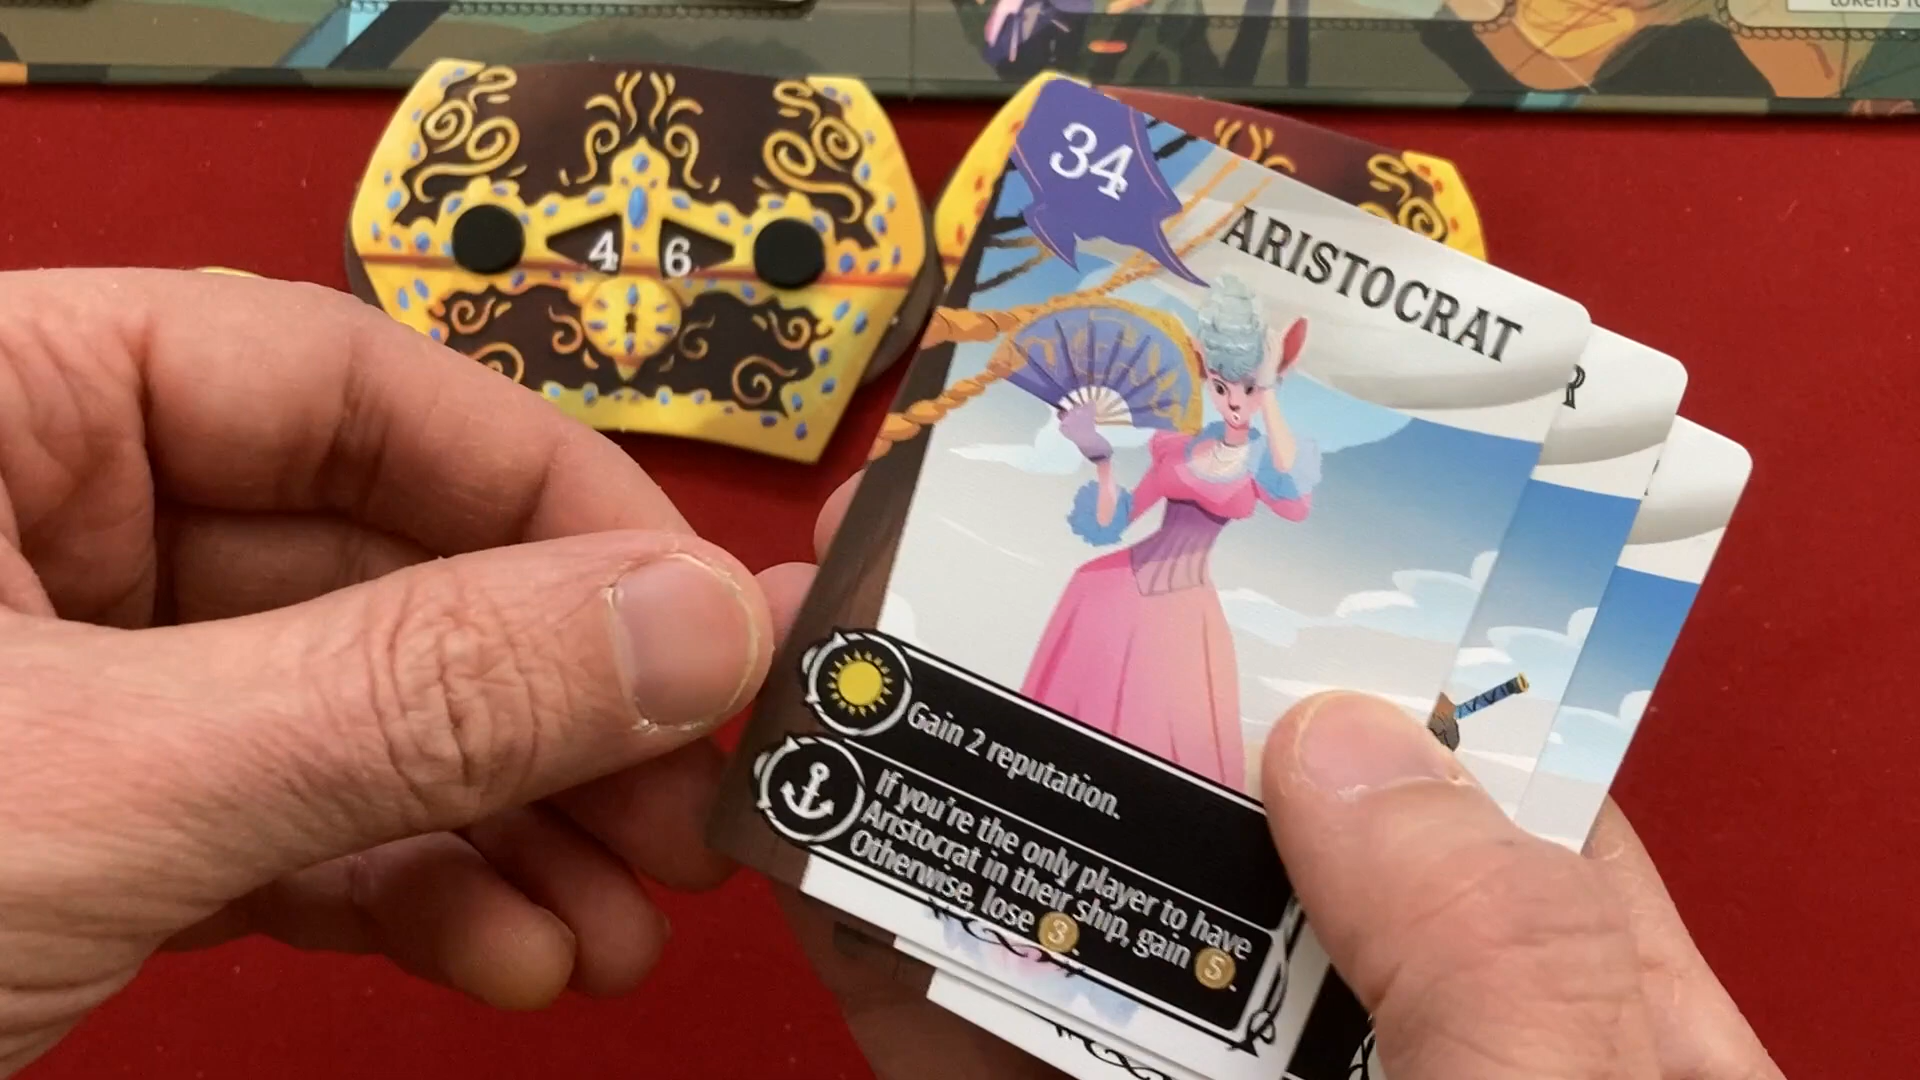 tokens
4 6
34
ARISTOCRAT
R
Gain 2 reputation.
If you're the only player to have
Aristocrat in their ship, gain 5.
Otherwise, lose 3.